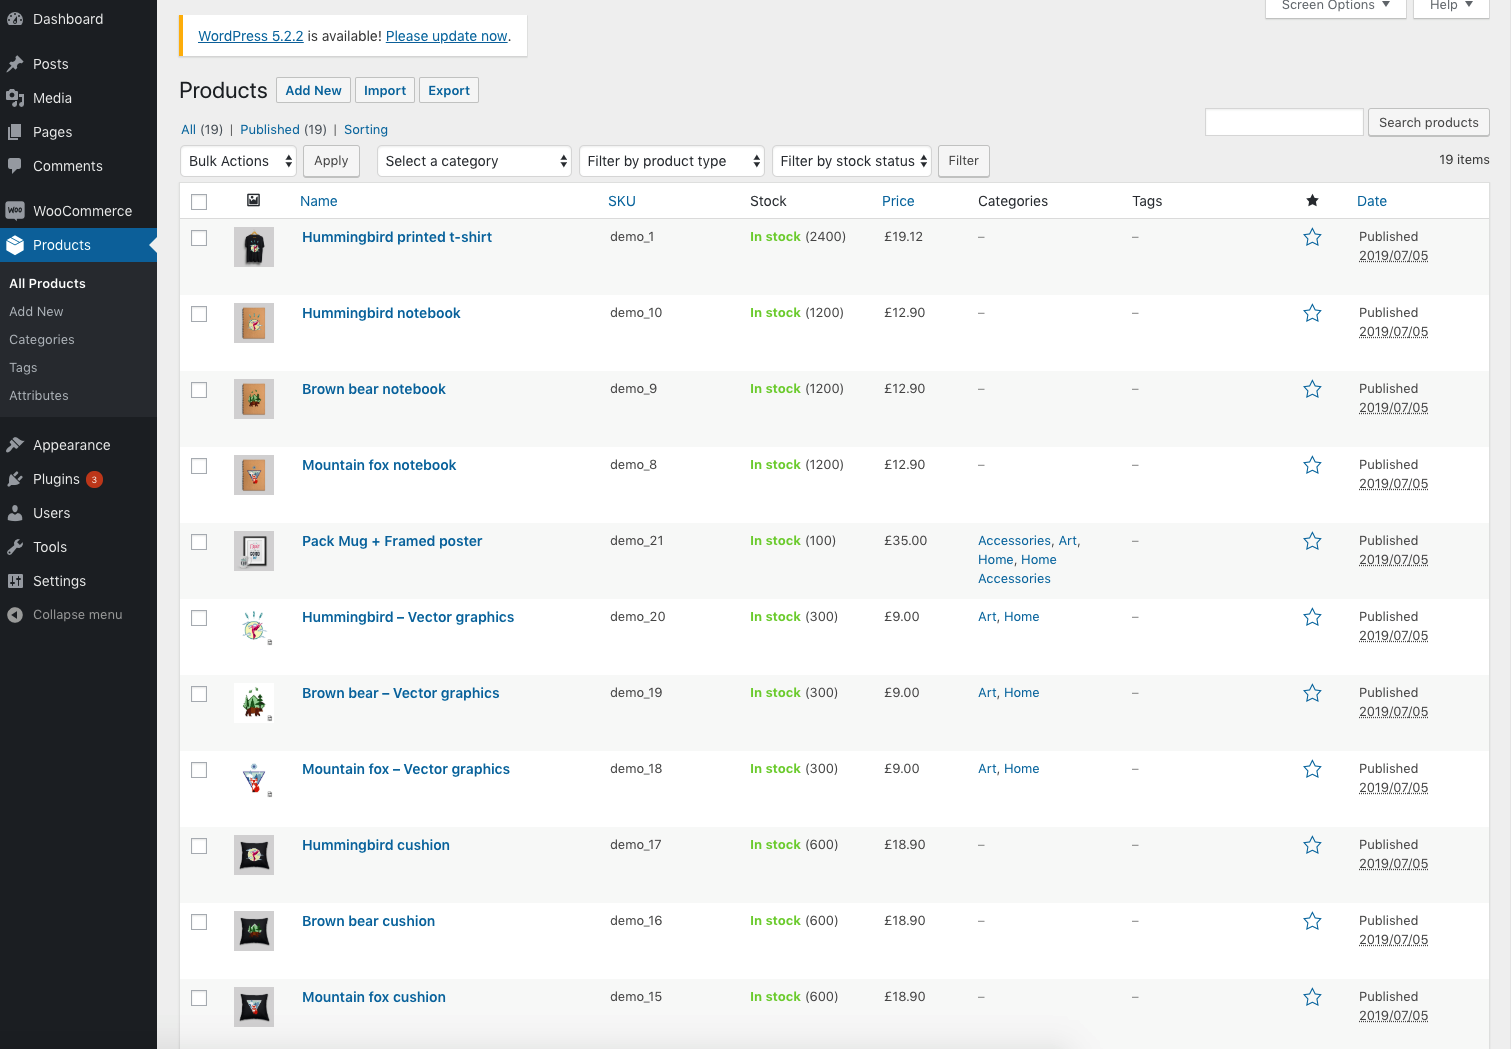 Dashboard
Posts
Media
Pages
Comments
WooCommerce
Products
All Products
Add New
Categories
Tags
Attributes
Appearance
Plugins 3
Users
Tools
Settings
Collapse menu
Screen Options
Help
WordPress 5.2.2 is available! Please update now.
Products Add New Import Export
All (19) | Published (19) | Sorting
Search products
Bulk Actions Apply Select a category Filter by product type Filter by stock status Filter
19 items
Name SKU Stock Price Categories Tags Date
Hummingbird printed t-shirt demo_1 In stock (2400) £19.12 – – Published
2019/07/05
Hummingbird notebook demo_10 In stock (1200) £12.90 – – Published
2019/07/05
Brown bear notebook demo_9 In stock (1200) £12.90 – – Published
2019/07/05
Mountain fox notebook demo_8 In stock (1200) £12.90 – – Published
2019/07/05
Pack Mug + Framed poster demo_21 In stock (100) £35.00 Accessories, Art, – Published
Home, Home 2019/07/05
Accessories
Hummingbird – Vector graphics demo_20 In stock (300) £9.00 Art, Home – Published
2019/07/05
Brown bear – Vector graphics demo_19 In stock (300) £9.00 Art, Home – Published
2019/07/05
Mountain fox – Vector graphics demo_18 In stock (300) £9.00 Art, Home – Published
2019/07/05
Hummingbird cushion demo_17 In stock (600) £18.90 – – Published
2019/07/05
Brown bear cushion demo_16 In stock (600) £18.90 – – Published
2019/07/05
Mountain fox cushion demo_15 In stock (600) £18.90 – – Published
2019/07/05